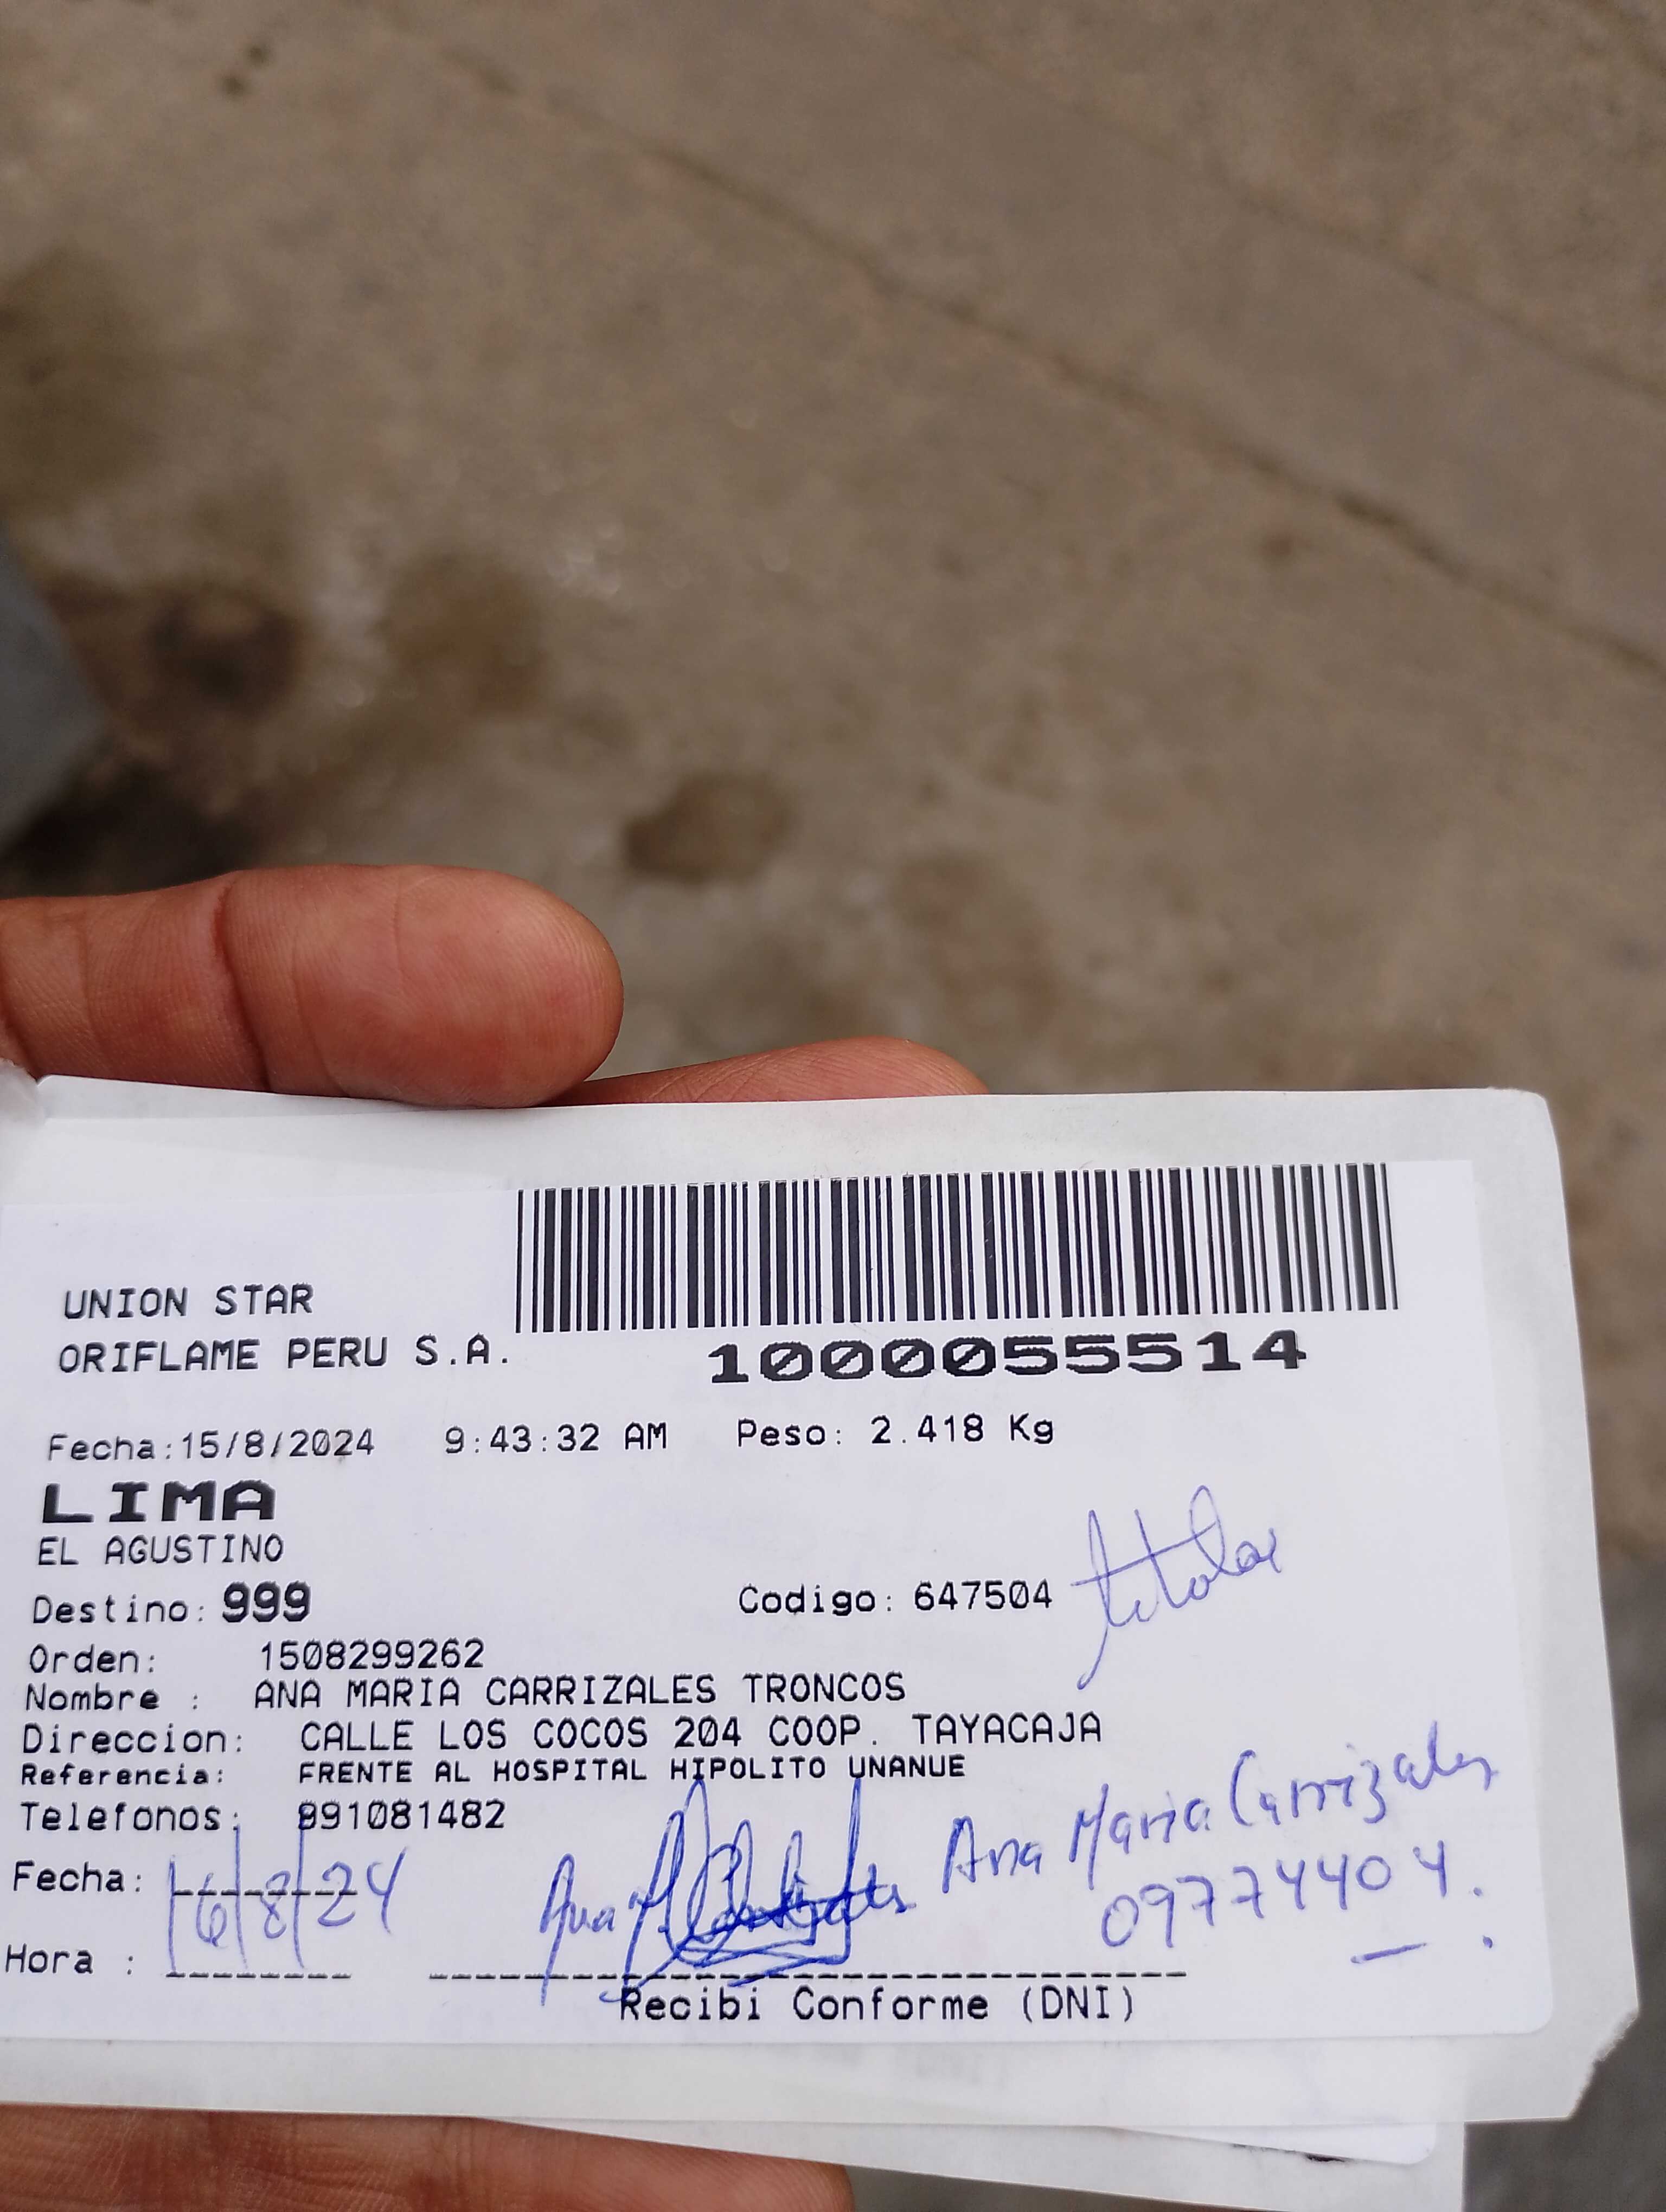 UNION STAR
ORIFLAME PERU S.A.
1000055514
Fecha:15/8/2024 9:43:32 AM Peso: 2.418 Kg
LIMA
EL AGUSTINO
Destino: 999 Codigo: 647504 titular
Orden: 1508299262
Nombre : ANA MARIA CARRIZALES TRONCOS
Direccion: CALLE LOS COCOS 204 COOP. TAYACAJA
Referencia: FRENTE AL HOSPITAL HIPOLITO UNANUE
Telefonos: 991081482
Ana Maria Carrizales
Fecha: 16/8/24 09774404
Hora :
Recibi Conforme (DNI)